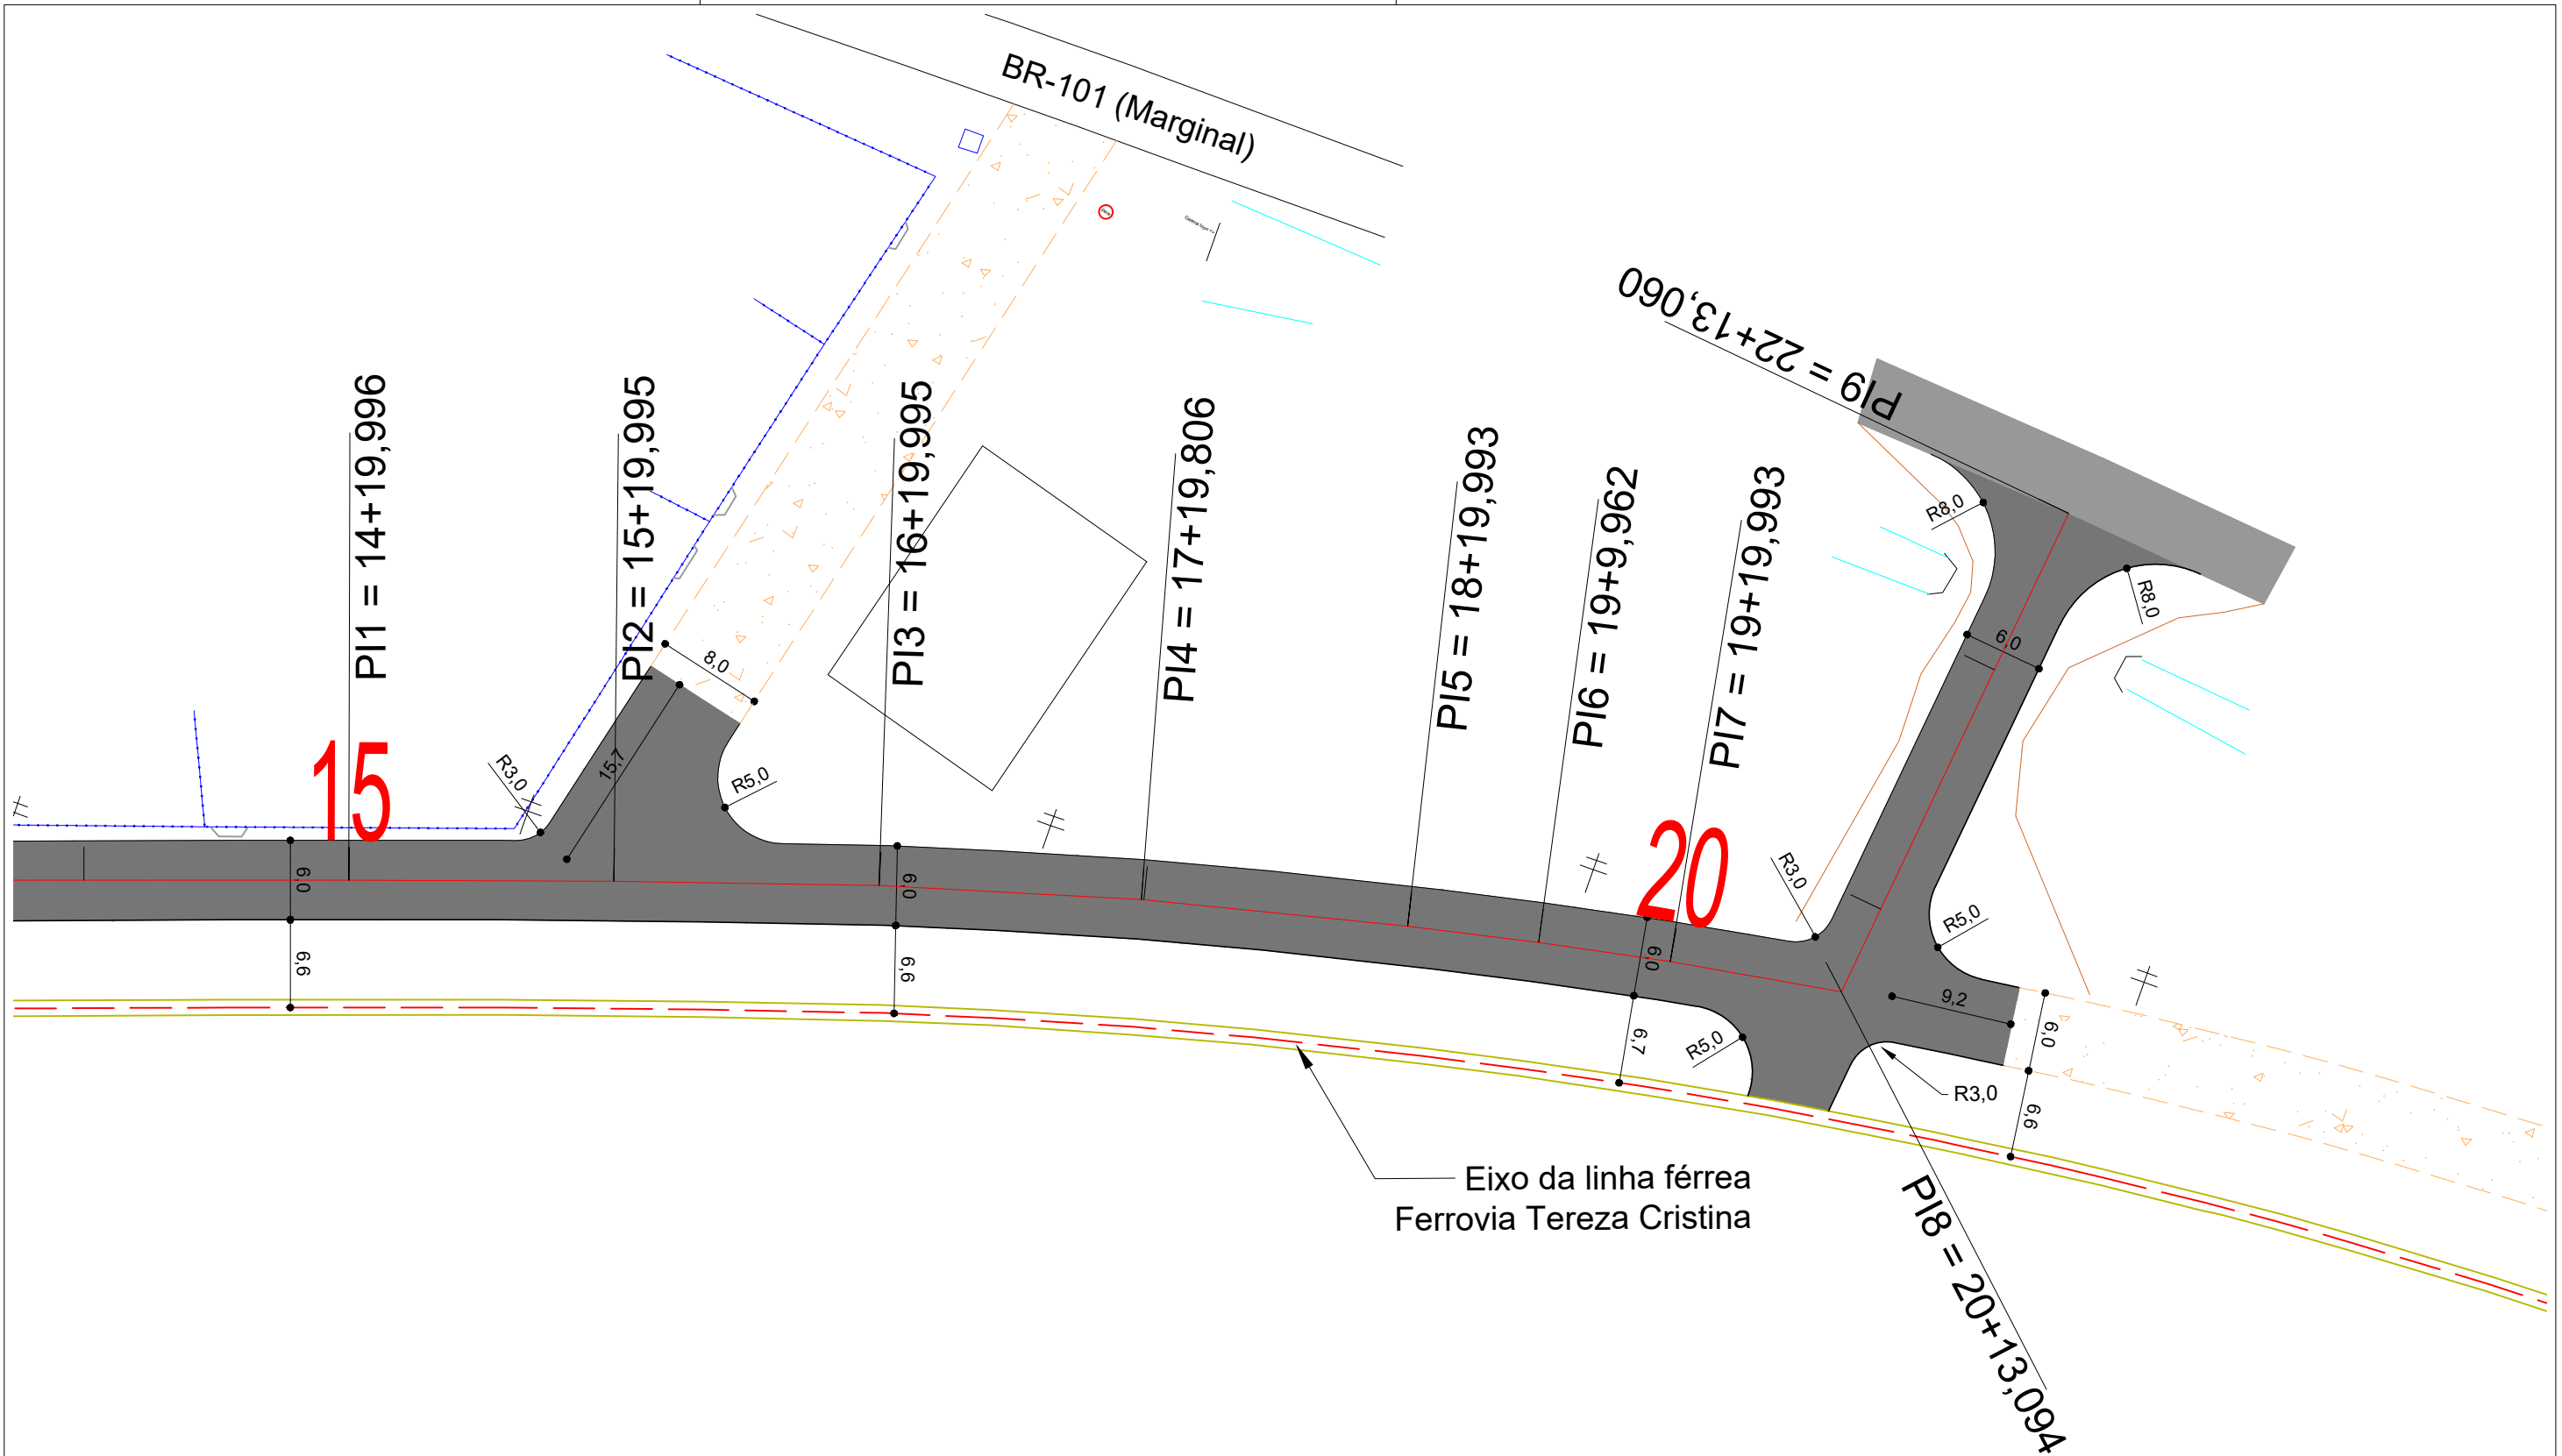 BR-101 (Marginal)
PI9 = 22+13,060
PI1 = 14+19,996
PI2 = 15+19,995
PI3 = 16+19,995
PI4 = 17+19,806
PI5 = 18+19,993
PI6 = 19+9,962
PI7 = 19+19,993
R8,0
R8,0
6,0
8,0
15,7
R3,0
R5,0
15
20
R3,0
R5,0
6,0
6,0
6,0
6,6
6,6
6,7
9,2
6,0
R5,0
R3,0
6,6
Eixo da linha férrea
Ferrovia Tereza Cristina
PI8 = 20+13,094